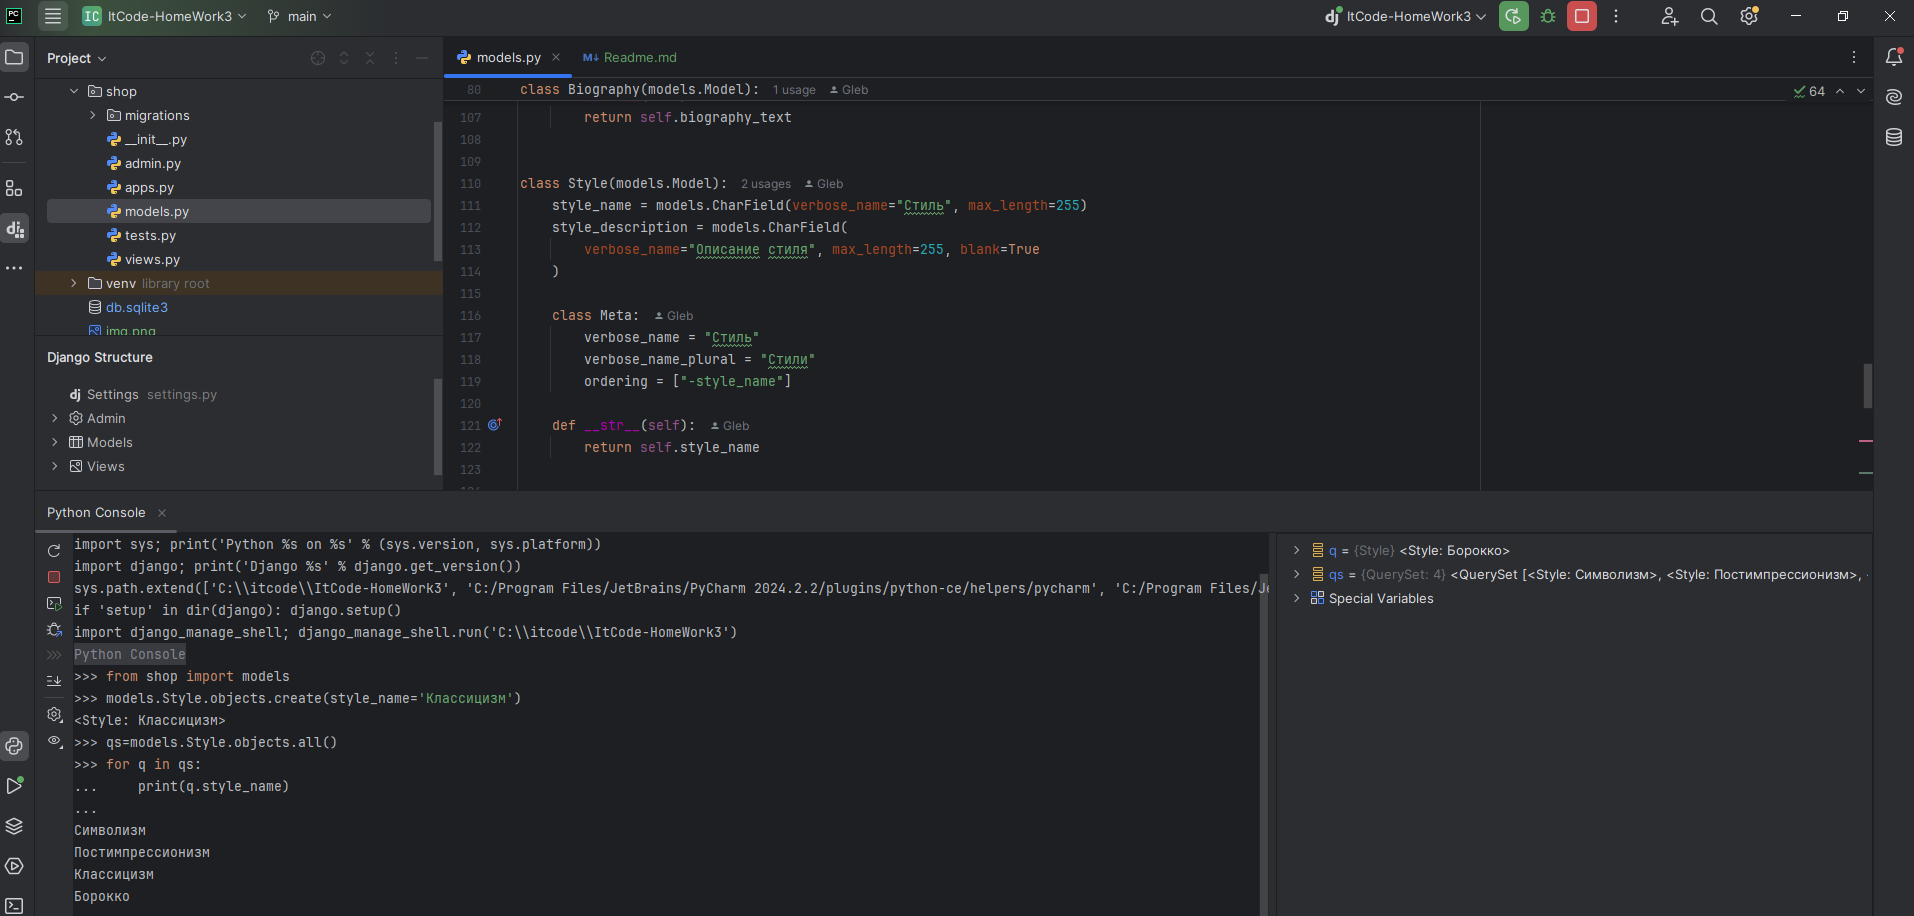 PC
IC ItCode-HomeWork3 main
dj ItCode-HomeWork3
Project
shop
migrations
__init__.py
admin.py
apps.py
models.py
tests.py
views.py
venv library root
db.sqlite3
img.png
Django Structure
dj Settings settings.py
Admin
Models
Views
models.py
M↓ Readme.md
80 class Biography(models.Model): 1 usage Gleb
64
107 return self.biography_text
108
109
110 class Style(models.Model): 2 usages Gleb
111 style_name = models.CharField(verbose_name="Стиль", max_length=255)
112 style_description = models.CharField(
113 verbose_name="Описание стиля", max_length=255, blank=True
114 )
115
116 class Meta: Gleb
117 verbose_name = "Стиль"
118 verbose_name_plural = "Стили"
119 ordering = ["-style_name"]
120
121 def __str__(self): Gleb
122 return self.style_name
123
Python Console
import sys; print('Python %s on %s' % (sys.version, sys.platform))
import django; print('Django %s' % django.get_version())
sys.path.extend(['C:\\itcode\\ItCode-HomeWork3', 'C:/Program Files/JetBrains/PyCharm 2024.2.2/plugins/python-ce/helpers/pycharm', 'C:/Program Files/Je
if 'setup' in dir(django): django.setup()
import django_manage_shell; django_manage_shell.run('C:\\itcode\\ItCode-HomeWork3')
Python Console
>>> from shop import models
>>> models.Style.objects.create(style_name='Классицизм')
<Style: Классицизм>
>>> qs=models.Style.objects.all()
>>> for q in qs:
... print(q.style_name)
...
Символизм
Постимпрессионизм
Классицизм
Борокко
q = {Style} <Style: Борокко>
qs = {QuerySet: 4} <QuerySet [<Style: Символизм>, <Style: Постимпрессионизм>,
Special Variables